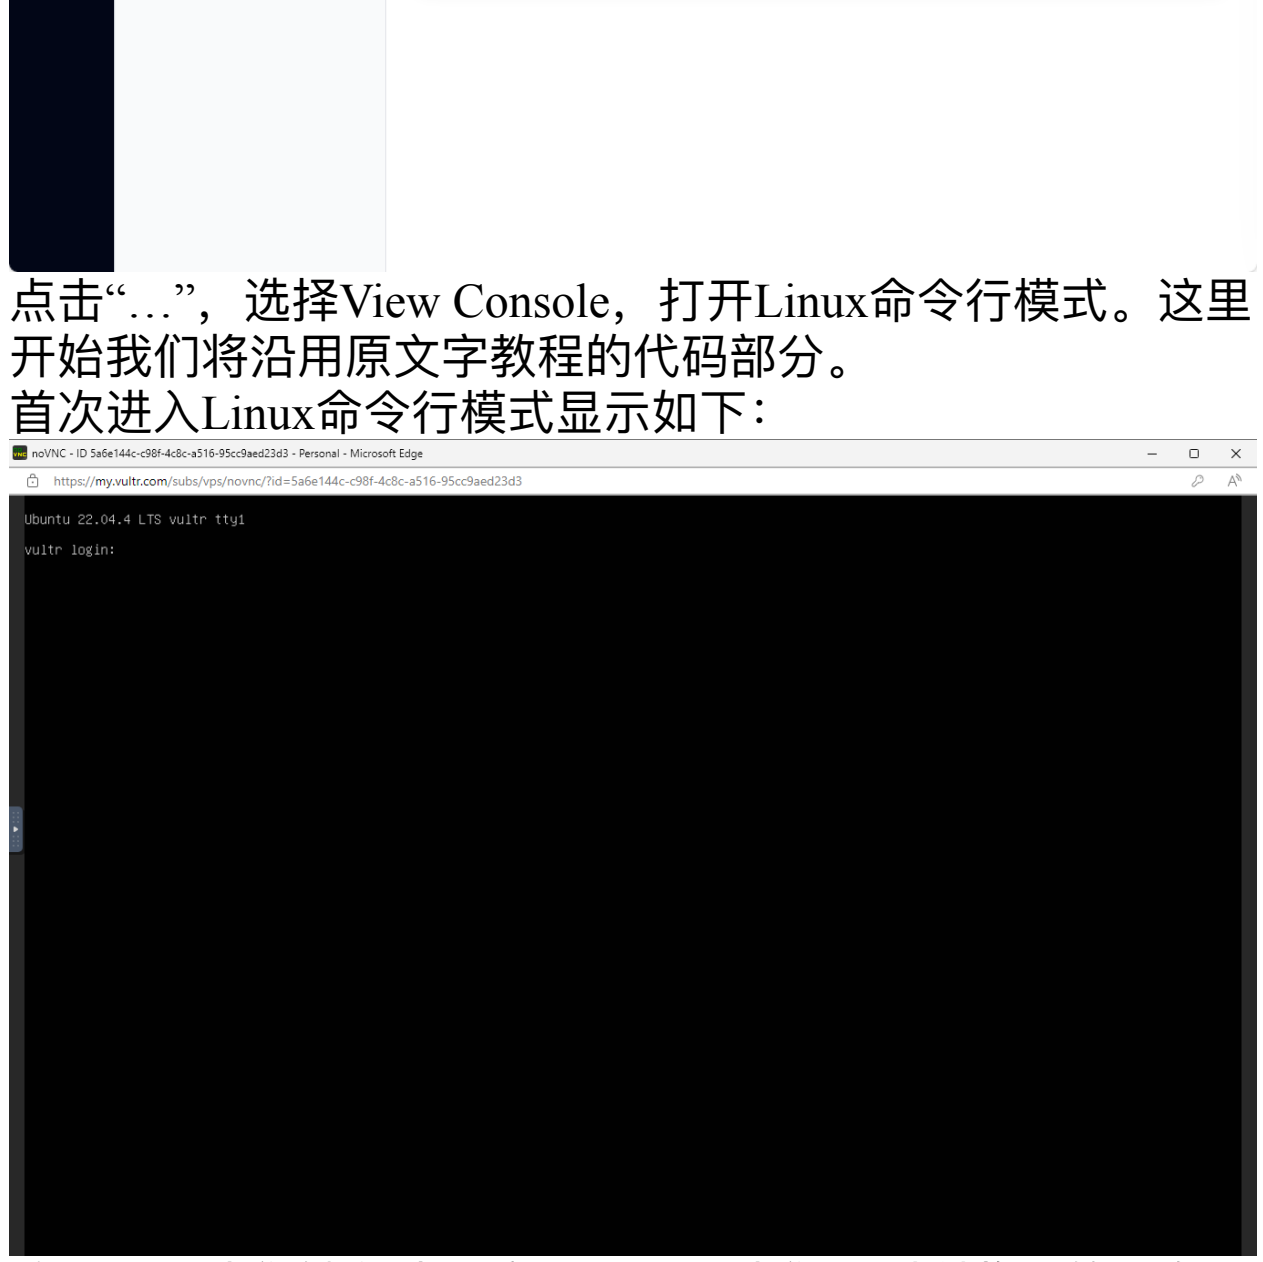 点击“…”，选择View Console，打开Linux命令行模式。这里
开始我们将沿用原文字教程的代码部分。
首次进入Linux命令行模式显示如下：
noVNC - ID 5a6e144c-c98f-4c8c-a516-95cc9aed23d3 - Personal - Microsoft Edge
https://my.vultr.com/subs/vps/novnc/?id=5a6e144c-c98f-4c8c-a516-95cc9aed23d3
Ubuntu 22.04.4 LTS vultr tty1
vultr login: